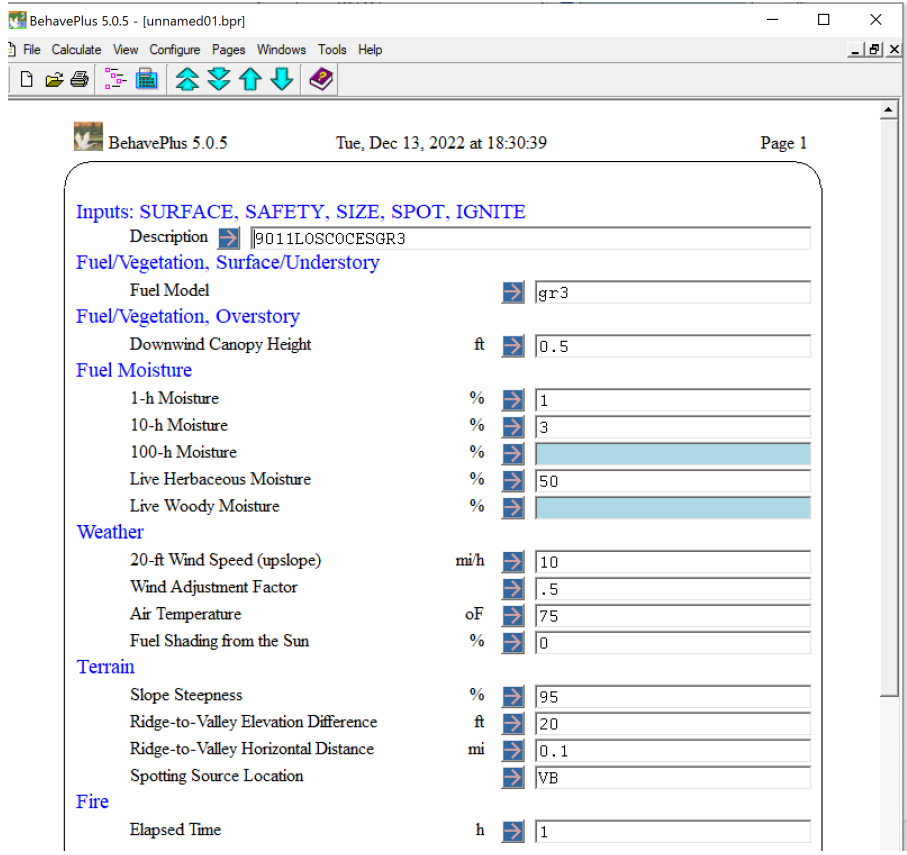 BehavePlus 5.0.5 - [unnamed01.bpr]
File Calculate View Configure Pages Windows Tools Help
BehavePlus 5.0.5 Tue, Dec 13, 2022 at 18:30:39 Page 1
Inputs: SURFACE, SAFETY, SIZE, SPOT, IGNITE
Description 9011LOSCOCESGR3
Fuel/Vegetation, Surface/Understory
Fuel Model gr3
Fuel/Vegetation, Overstory
Downwind Canopy Height ft 0.5
Fuel Moisture
1-h Moisture % 1
10-h Moisture % 3
100-h Moisture %
Live Herbaceous Moisture % 50
Live Woody Moisture %
Weather
20-ft Wind Speed (upslope) mi/h 10
Wind Adjustment Factor .5
Air Temperature oF 75
Fuel Shading from the Sun % 0
Terrain
Slope Steepness % 95
Ridge-to-Valley Elevation Difference ft 20
Ridge-to-Valley Horizontal Distance mi 0.1
Spotting Source Location VB
Fire
Elapsed Time h 1